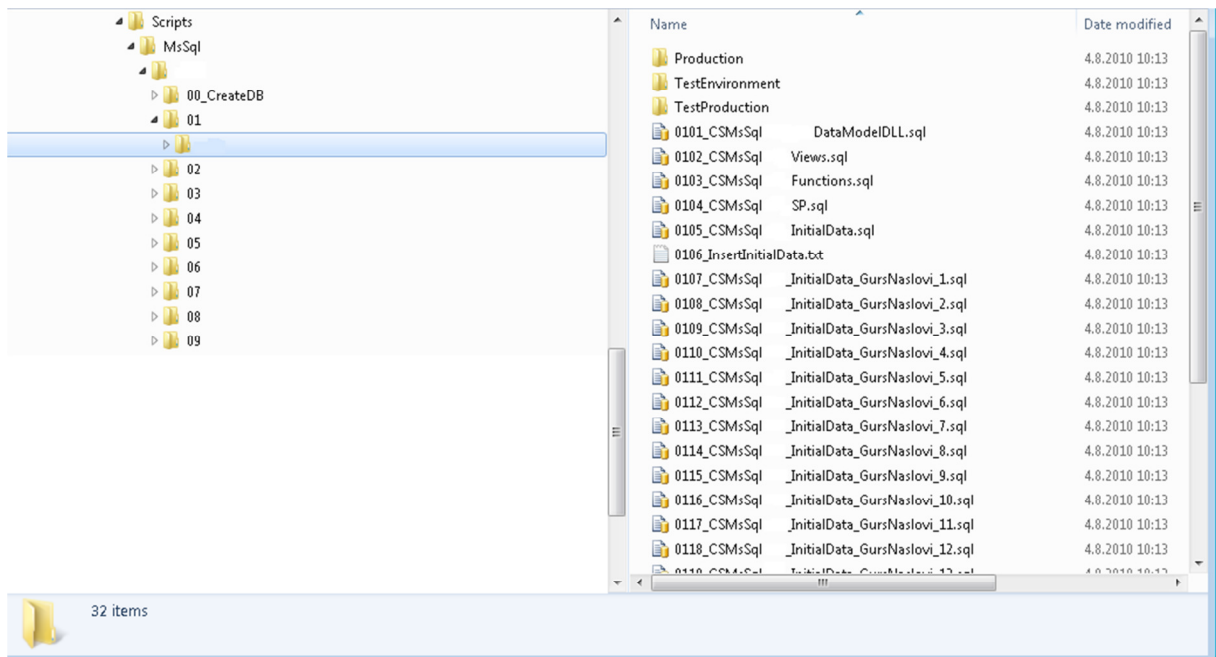 Scripts
MsSql
00_CreateDB
01
02
03
04
05
06
07
08
09
Name Date modified
Production 4.8.2010 10:13
TestEnvironment 4.8.2010 10:13
TestProduction 4.8.2010 10:13
0101_CSMsSql DataModelDLL.sql 4.8.2010 10:13
0102_CSMsSql Views.sql 4.8.2010 10:13
0103_CSMsSql Functions.sql 4.8.2010 10:13
0104_CSMsSql SP.sql 4.8.2010 10:13
0105_CSMsSql InitialData.sql 4.8.2010 10:13
0106_InsertInitialData.txt 4.8.2010 10:13
0107_CSMsSql _InitialData_GursNaslovi_1.sql 4.8.2010 10:13
0108_CSMsSql _InitialData_GursNaslovi_2.sql 4.8.2010 10:13
0109_CSMsSql _InitialData_GursNaslovi_3.sql 4.8.2010 10:13
0110_CSMsSql _InitialData_GursNaslovi_4.sql 4.8.2010 10:13
0111_CSMsSql _InitialData_GursNaslovi_5.sql 4.8.2010 10:13
0112_CSMsSql _InitialData_GursNaslovi_6.sql 4.8.2010 10:13
0113_CSMsSql _InitialData_GursNaslovi_7.sql 4.8.2010 10:13
0114_CSMsSql _InitialData_GursNaslovi_8.sql 4.8.2010 10:13
0115_CSMsSql _InitialData_GursNaslovi_9.sql 4.8.2010 10:13
0116_CSMsSql _InitialData_GursNaslovi_10.sql 4.8.2010 10:13
0117_CSMsSql _InitialData_GursNaslovi_11.sql 4.8.2010 10:13
0118_CSMsSql _InitialData_GursNaslovi_12.sql 4.8.2010 10:13
32 items